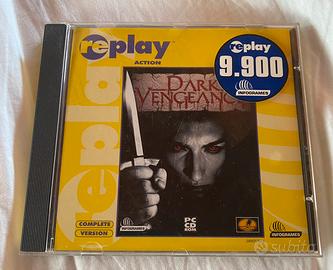 replay
ACTION
replay
9.900
INFOGRAMES
DARK
VENGEANCE
COMPLETE
VERSION
INFOGRAMES
PC
CD
ROM
INFOGRAMES
subito